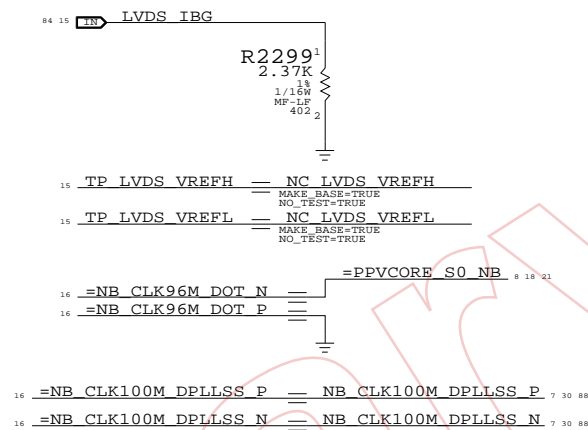 84 15 IN LVDS_IBG
R2299 1
2.37K
1%
1/16W
MF-LF
402 2
15 TP_LVDS_VREFH NC_LVDS_VREFH
MAKE_BASE=TRUE
NO_TEST=TRUE
15 TP_LVDS_VREFL NC_LVDS_VREFL
MAKE_BASE=TRUE
NO_TEST=TRUE
=PPVCORE_S0_NB 8 18 21
16 =NB_CLK96M_DOT_N
16 =NB_CLK96M_DOT_P
16 =NB_CLK100M_DPLLSS_P NB_CLK100M_DPLLSS_P 7 30 88
16 =NB_CLK100M_DPLLSS_N NB_CLK100M_DPLLSS_N 7 30 88